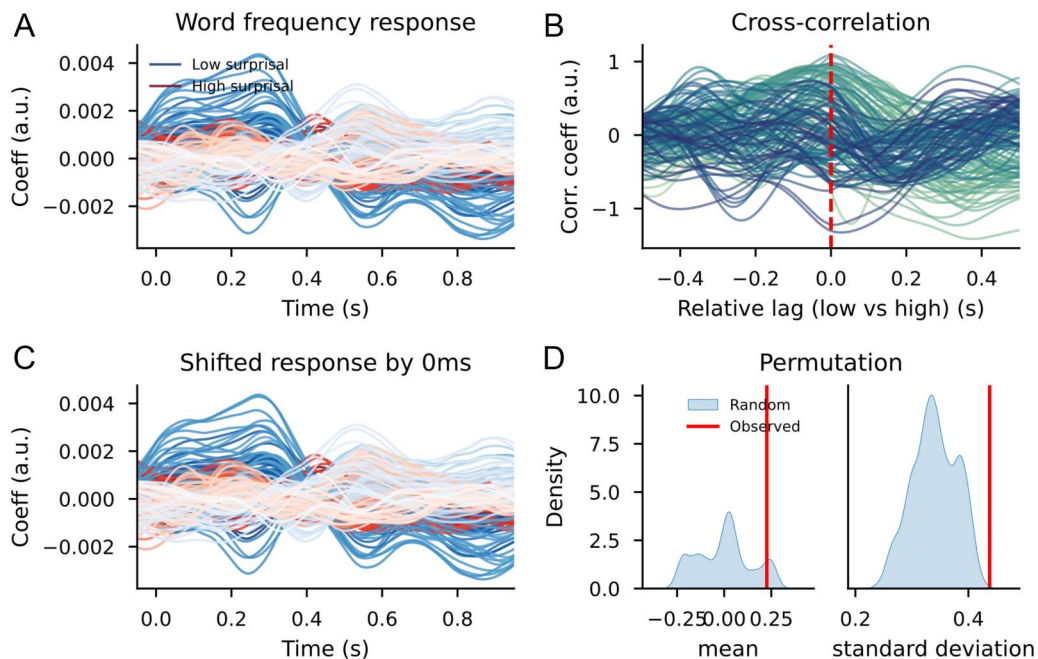 A
Word frequency response
Low surprisal
High surprisal
Coeff (a.u.)
0.004
0.002
0.000
−0.002
0.0
0.2
0.4
0.6
0.8
Time (s)
B
Cross-correlation
Corr. coeff (a.u.)
1
0
−1
−0.4
−0.2
0.0
0.2
0.4
Relative lag (low vs high) (s)
C
Shifted response by 0ms
Coeff (a.u.)
0.004
0.002
0.000
−0.002
0.0
0.2
0.4
0.6
0.8
Time (s)
D
Permutation
Random
Observed
Density
10.0
7.5
5.0
2.5
0.0
−0.25
0.00
0.25
mean
0.2
0.4
standard deviation